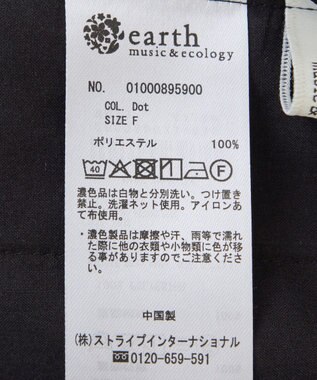 earth
music&ecology
NO. 01000895900
COL. Dot
SIZE F
ポリエステル 100%
40
濃色品は白物と分別洗い。つけ置き
禁止。洗濯ネット使用。アイロンあ
て布使用。
・濃色製品は摩擦や汗、雨等で濡れ
た際に他の衣類や小物類に色が移
る事がありますのでご注意くださ
い。
中国製
(株)ストライプインターナショナル
0120-659-591